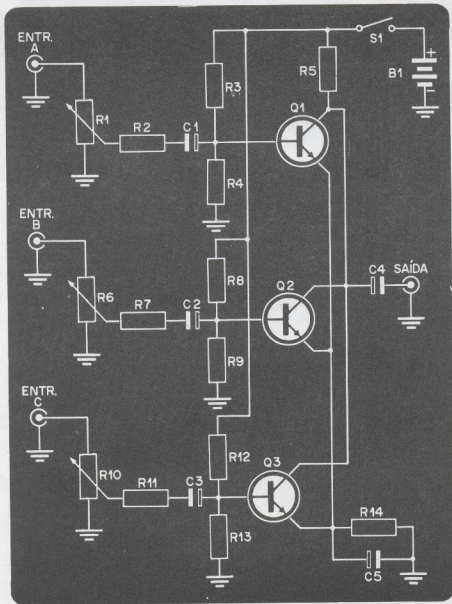 ENTR.
A
S1
R3
R5
B1
+
-
Q1
R1
R2
C1
R4
ENTR.
B
C4
SAÍDA
R8
Q2
R6
R7
C2
R9
ENTR.
C
R12
Q3
R10
R11
C3
R14
R13
C5